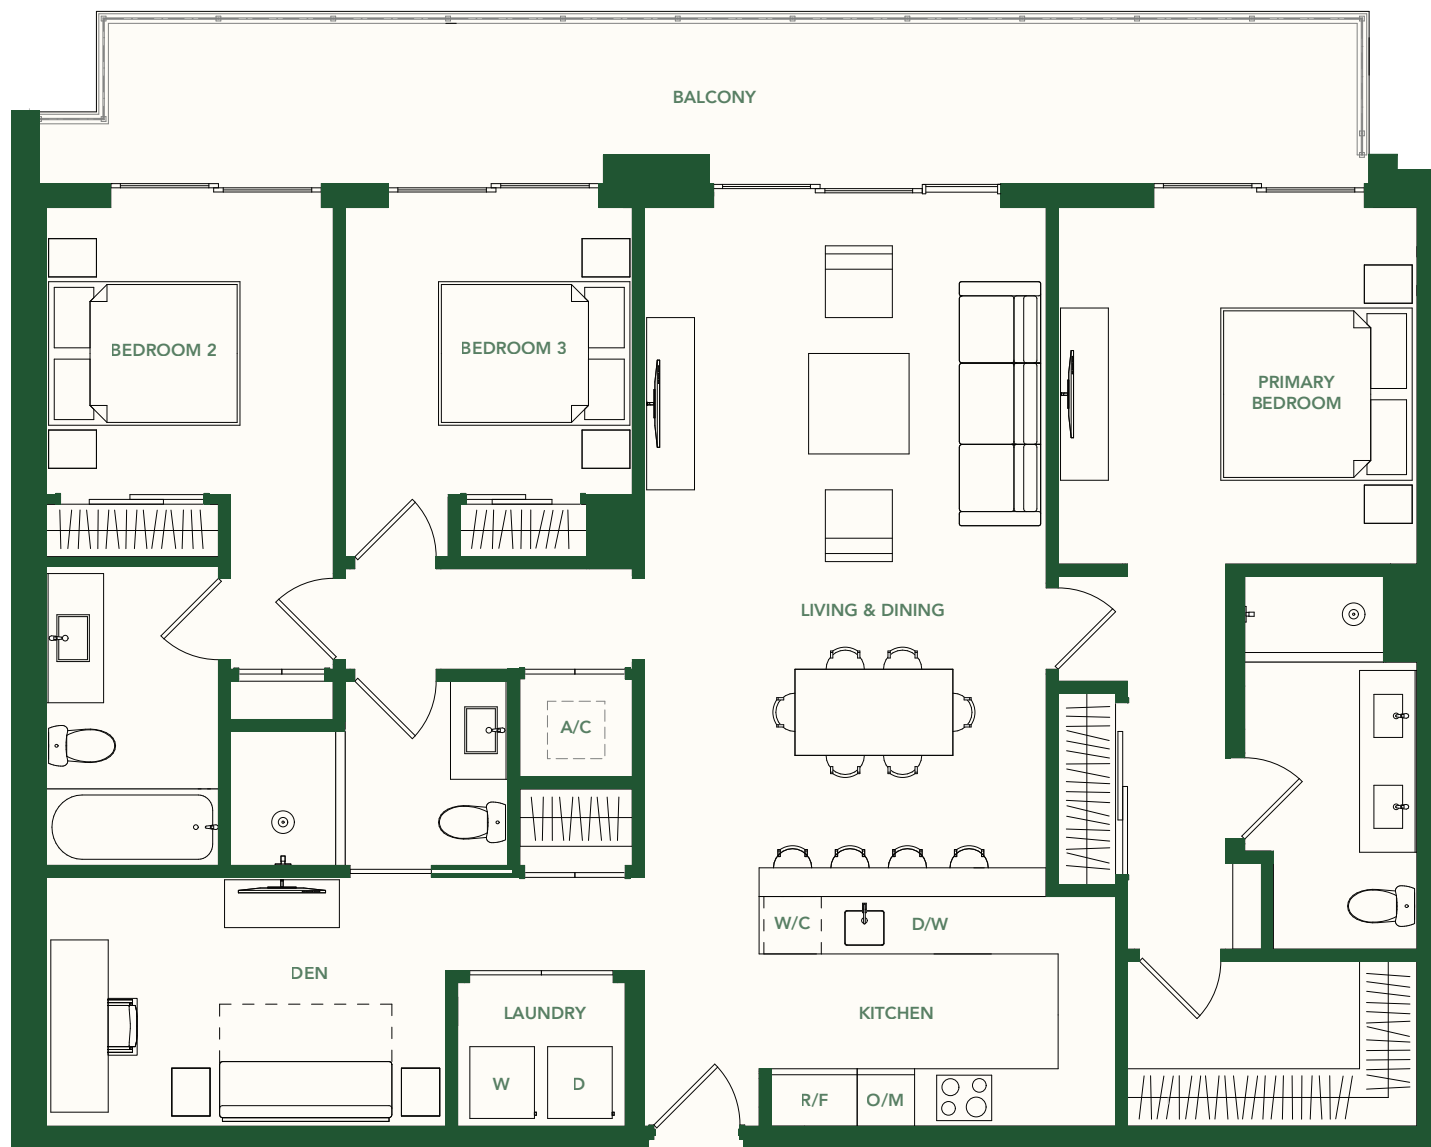 BALCONY
BEDROOM 2
BEDROOM 3
PRIMARY
BEDROOM
LIVING & DINING
A/C
W/C
D/W
DEN
LAUNDRY
KITCHEN
W
D
R/F
O/M